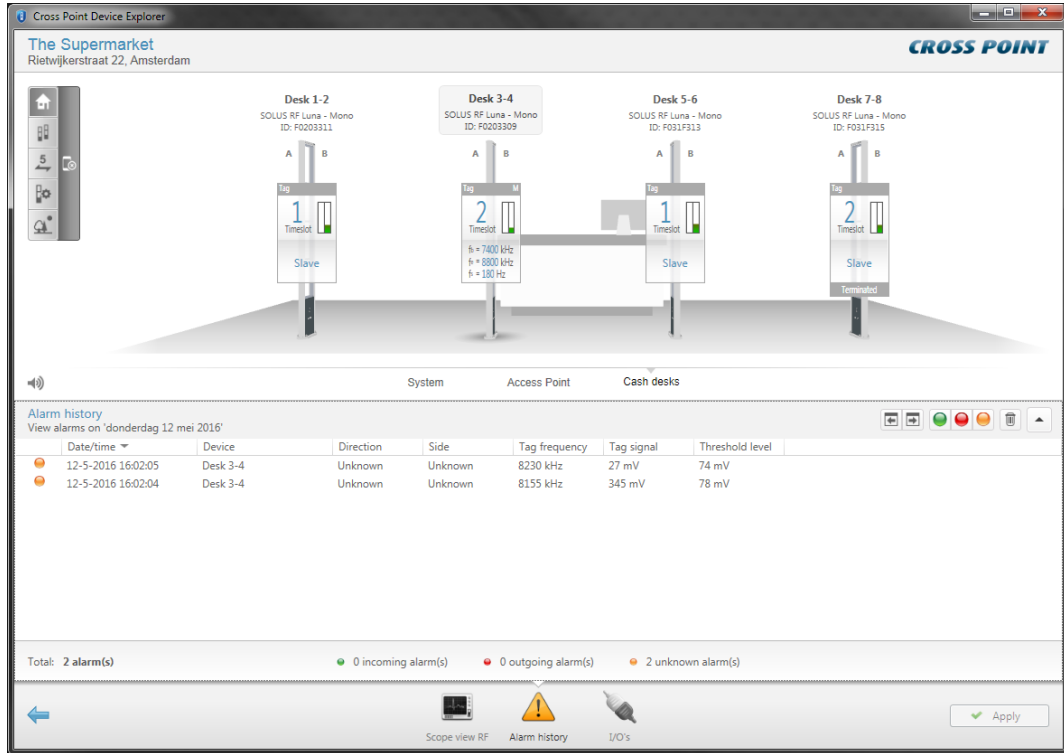 Cross Point Device Explorer
The Supermarket
Rietwijkerstraat 22, Amsterdam
CROSS POINT
Desk 1-2
SOLUS RF Luna - Mono
ID: F0203311
A B
Tag
1
Timeslot
Slave
Desk 3-4
SOLUS RF Luna - Mono
ID: F0203309
A B
Tag M
2
Timeslot
fs = 7400 kHz
fs = 8800 kHz
fs = 180 Hz
Desk 5-6
SOLUS RF Luna - Mono
ID: F031F313
A B
Tag
1
Timeslot
Slave
Desk 7-8
SOLUS RF Luna - Mono
ID: F031F315
A B
Tag
2
Timeslot
Slave
Terminated
5
System Access Point Cash desks
Alarm history
View alarms on 'donderdag 12 mei 2016'
Date/time Device Direction Side Tag frequency Tag signal Threshold level
12-5-2016 16:02:05 Desk 3-4 Unknown Unknown 8230 kHz 27 mV 74 mV
12-5-2016 16:02:04 Desk 3-4 Unknown Unknown 8155 kHz 345 mV 78 mV
Total: 2 alarm(s) 0 incoming alarm(s) 0 outgoing alarm(s) 2 unknown alarm(s)
Scope view RF Alarm history I/O's
Apply